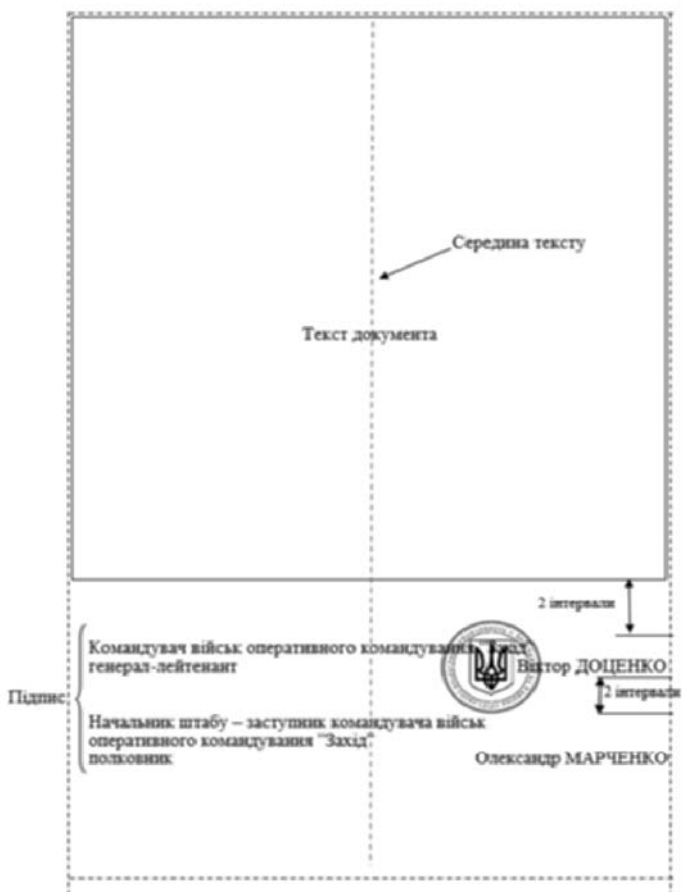 Середина тексту
Текст документа
2 інтервали
Командувач військ оперативного командування
генерал-лейтенант
Віктор ДОЦЕНКО
Підпис
2 інтервали
Начальник штабу – заступник командувача військ
оперативного командування "Захід"
полковник
Олександр МАРЧЕНКО